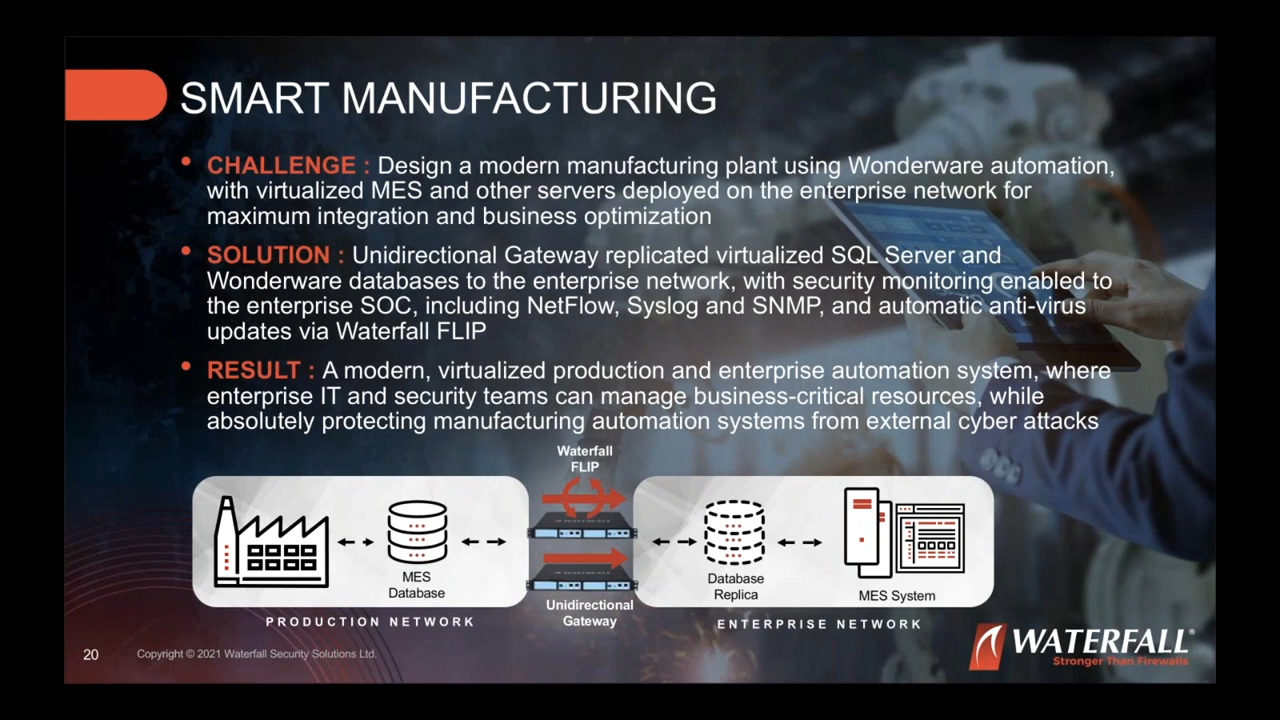 SMART MANUFACTURING
• CHALLENGE : Design a modern manufacturing plant using Wonderware automation,
with virtualized MES and other servers deployed on the enterprise network for
maximum integration and business optimization
• SOLUTION : Unidirectional Gateway replicated virtualized SQL Server and
Wonderware databases to the enterprise network, with security monitoring enabled to
the enterprise SOC, including NetFlow, Syslog and SNMP, and automatic anti-virus
updates via Waterfall FLIP
• RESULT : A modern, virtualized production and enterprise automation system, where
enterprise IT and security teams can manage business-critical resources, while
absolutely protecting manufacturing automation systems from external cyber attacks
Waterfall
FLIP
WATERFALL
WATERFALL
MES
Database
Database
Replica
MES System
Unidirectional
Gateway
PRODUCTION NETWORK
ENTERPRISE NETWORK
20
Copyright © 2021 Waterfall Security Solutions Ltd.
WATERFALL®
Stronger Than Firewalls